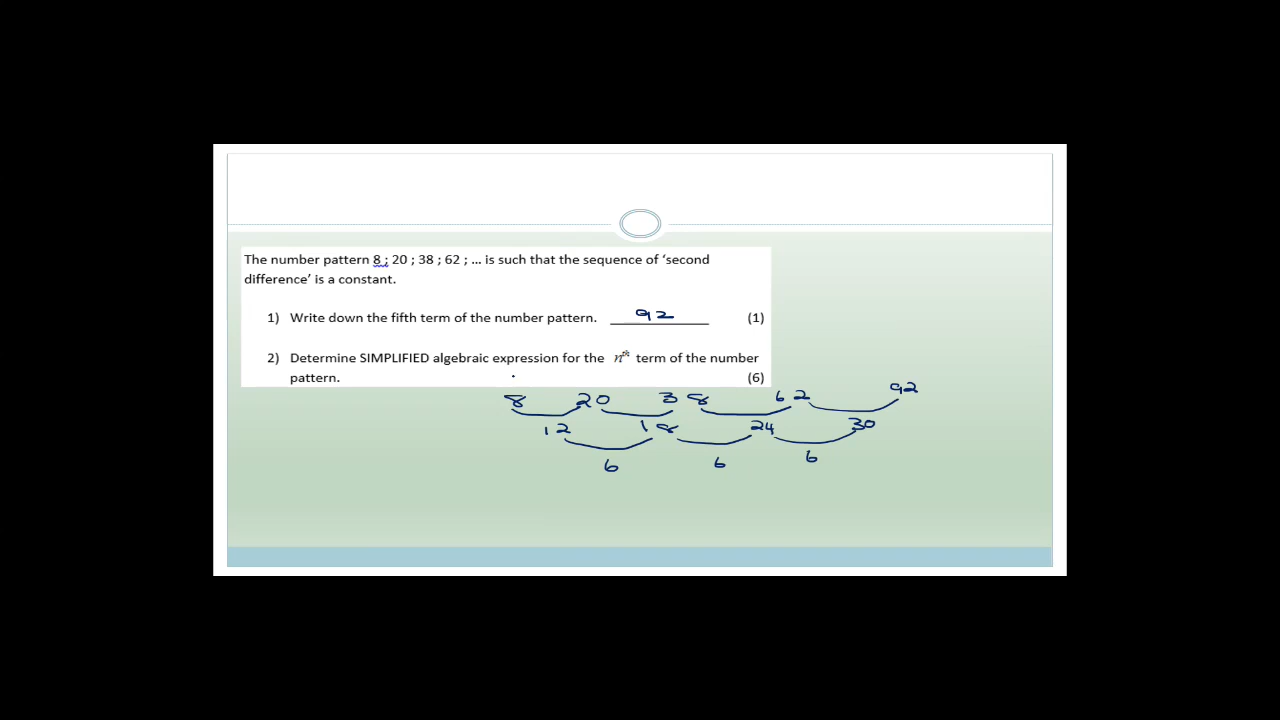 The number pattern 8 ; 20 ; 38 ; 62 ; ... is such that the sequence of ‘second
difference’ is a constant.
1) Write down the fifth term of the number pattern. 92 (1)
2) Determine SIMPLIFIED algebraic expression for the nth term of the number
pattern. (6)
8 20 38 62 92
12 18 24 30
6 6 6